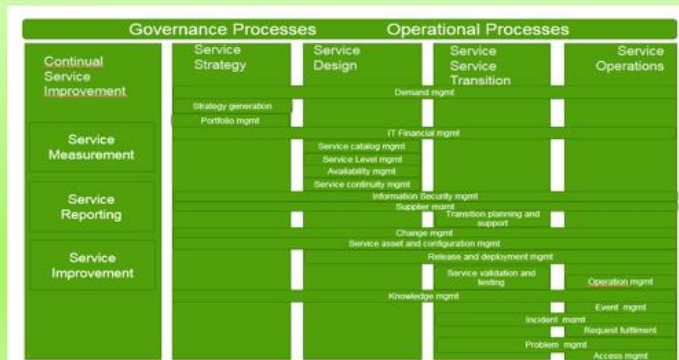 Governance Processes Operational Processes
Continual
Service
Improvement
Service
Measurement
Service
Reporting
Service
Improvement
Service
Strategy
Service
Design
Service
Service
Transition
Service
Operations
Demand mgmt
Strategy generation
Portfolio mgmt
IT Financial mgmt
Service catalog mgmt
Service Level mgmt
Availability mgmt
Service continuity mgmt
Information Security mgmt
Supplier mgmt
Transition planning and
support
Change mgmt
Service asset and configuration mgmt
Release and deployment mgmt
Service validation and
testing
Operation mgmt
Knowledge mgmt
Event mgmt
Incident mgmt
Request fulfilment
Problem mgmt
Access mgmt